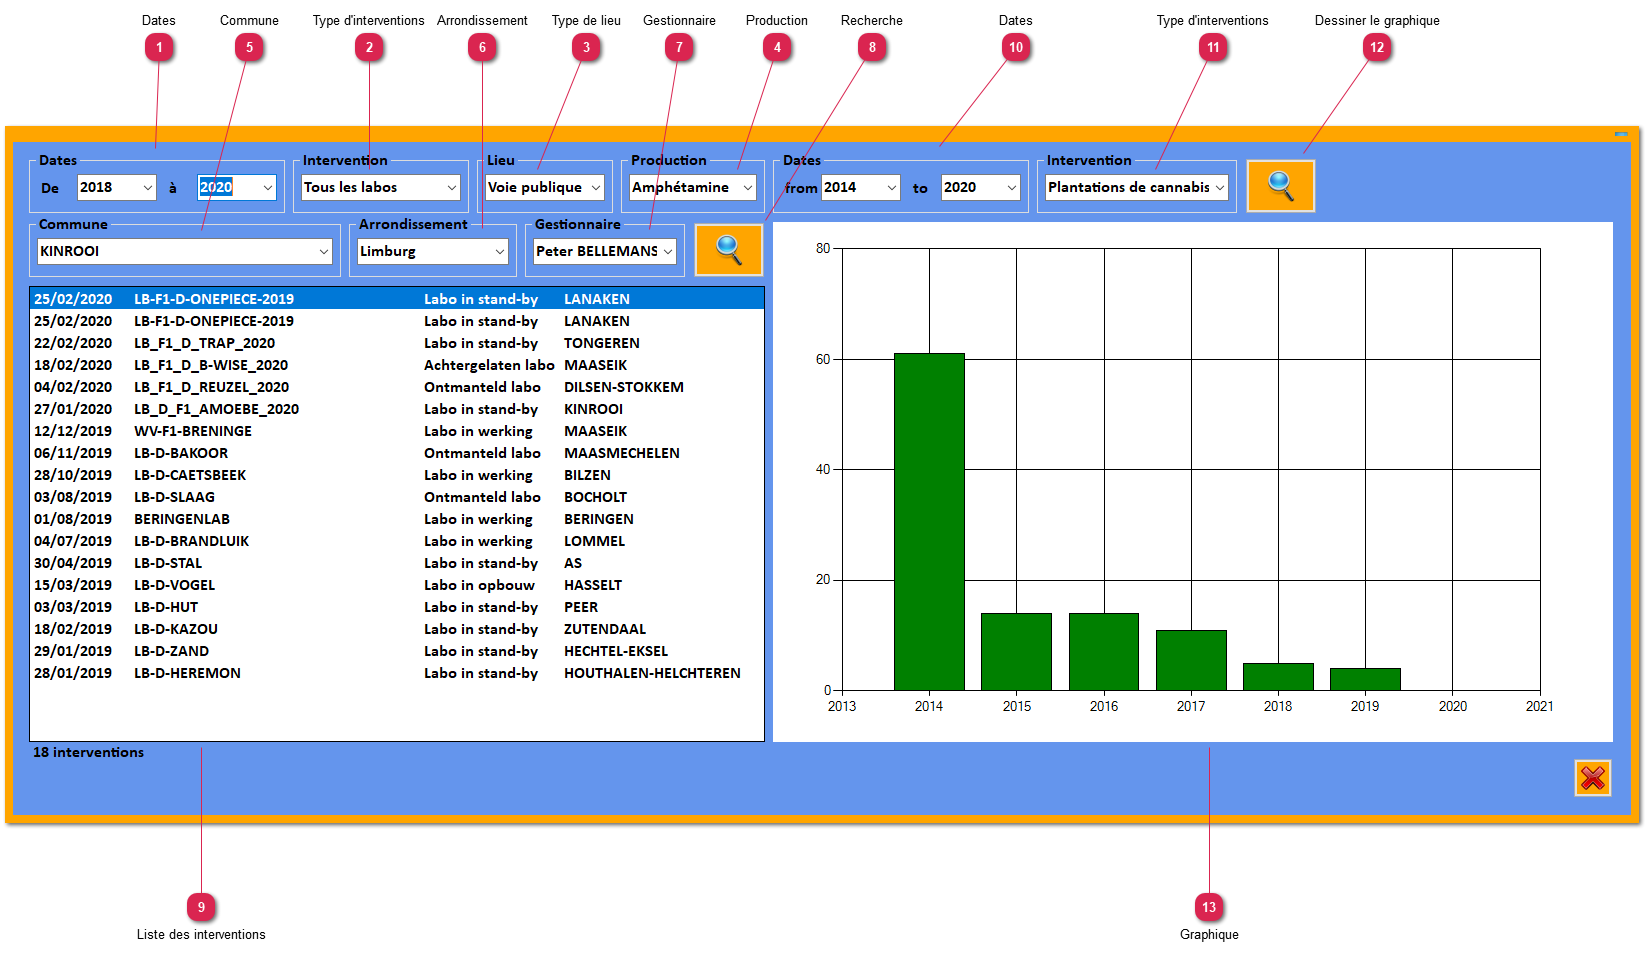 Dates Commune Type d'interventions Arrondissement Type de lieu Gestionnaire Production Recherche Dates Type d'interventions Dessiner le graphique
1 5 2 6 3 7 4 8 10 11 12
Dates Intervention Lieu Production Dates Intervention
De 2018 à 2020 Tous les labos Voie publique Amphétamine from 2014 to 2020 Plantations de cannabis
Commune Arrondissement Gestionnaire
KINROOI Limburg Peter BELLEMANS
25/02/2020 LB-F1-D-ONEPIECE-2019 Labo in stand-by LANAKEN
25/02/2020 LB-F1-D-ONEPIECE-2019 Labo in stand-by LANAKEN
22/02/2020 LB_F1_D_TRAP_2020 Labo in stand-by TONGEREN
18/02/2020 LB_F1_D_B-WISE_2020 Achtergelaten labo MAASEIK
04/02/2020 LB_F1_D_REUZEL_2020 Ontmanteld labo DILSEN-STOKKEM
27/01/2020 LB_D_F1_AMOEBE_2020 Labo in stand-by KINROOI
12/12/2019 WV-F1-BRENINGE Labo in werking MAASEIK
06/11/2019 LB-D-BAKOOR Ontmanteld labo MAASMECHELEN
28/10/2019 LB-D-CAETSBEEK Labo in werking BILZEN
03/08/2019 LB-D-SLAAG Ontmanteld labo BOCHOLT
01/08/2019 BERINGENLAB Labo in werking BERINGEN
04/07/2019 LB-D-BRANDLUIK Labo in werking LOMMEL
30/04/2019 LB-D-STAL Labo in stand-by AS
15/03/2019 LB-D-VOGEL Labo in opbouw HASSELT
03/03/2019 LB-D-HUT Labo in stand-by PEER
18/02/2019 LB-D-KAZOU Labo in stand-by ZUTENDAAL
29/01/2019 LB-D-ZAND Labo in stand-by HECHTEL-EKSEL
28/01/2019 LB-D-HEREMON Labo in stand-by HOUTHALEN-HELCHTEREN
18 interventions
80
60
40
20
0
2013 2014 2015 2016 2017 2018 2019 2020 2021
9 13
Liste des interventions Graphique